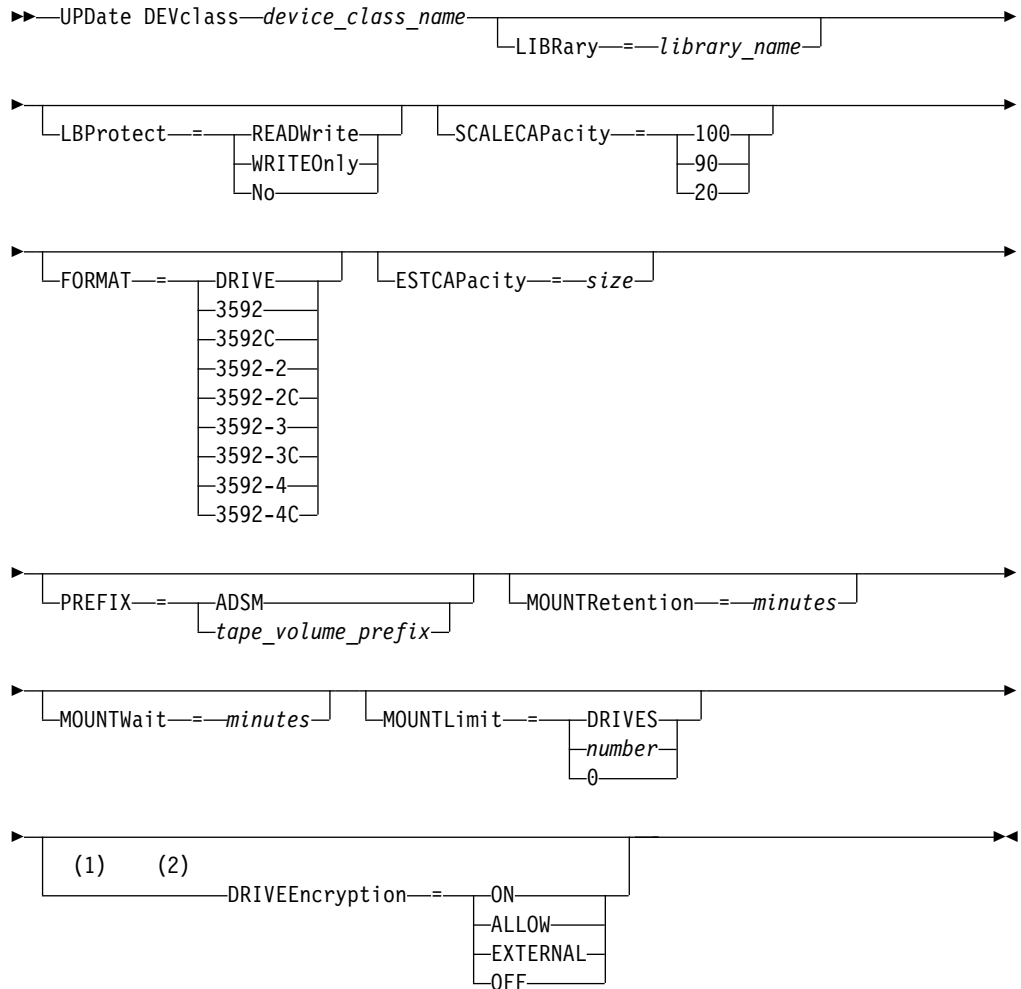 UPDate DEVclass device_class_name
LIBRary = library_name
LBProtect = READWrite
WRITEOnly
No
SCALECAPacity = 100
90
20
FORMAT = DRIVE
3592
3592C
3592-2
3592-2C
3592-3
3592-3C
3592-4
3592-4C
ESTCAPacity = size
PREFIX = ADSM
tape_volume_prefix
MOUNTRetention = minutes
MOUNTWait = minutes
MOUNTLimit = DRIVES
number
0
(1) (2)
DRIVEEncryption = ON
ALLOW
EXTERNAL
OFF